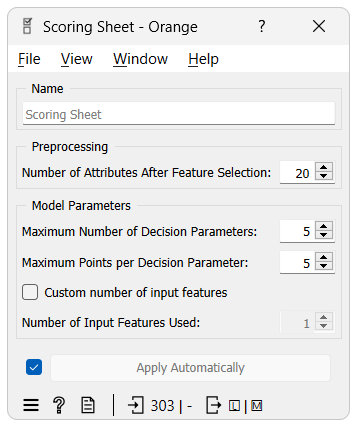 Scoring Sheet - Orange ? ×
File View Window Help
Name
Scoring Sheet
Preprocessing
Number of Attributes After Feature Selection: 20
Model Parameters
Maximum Number of Decision Parameters: 5
Maximum Points per Decision Parameter: 5
Custom number of input features
Number of Input Features Used: 1
Apply Automatically
? 303 | - L | M